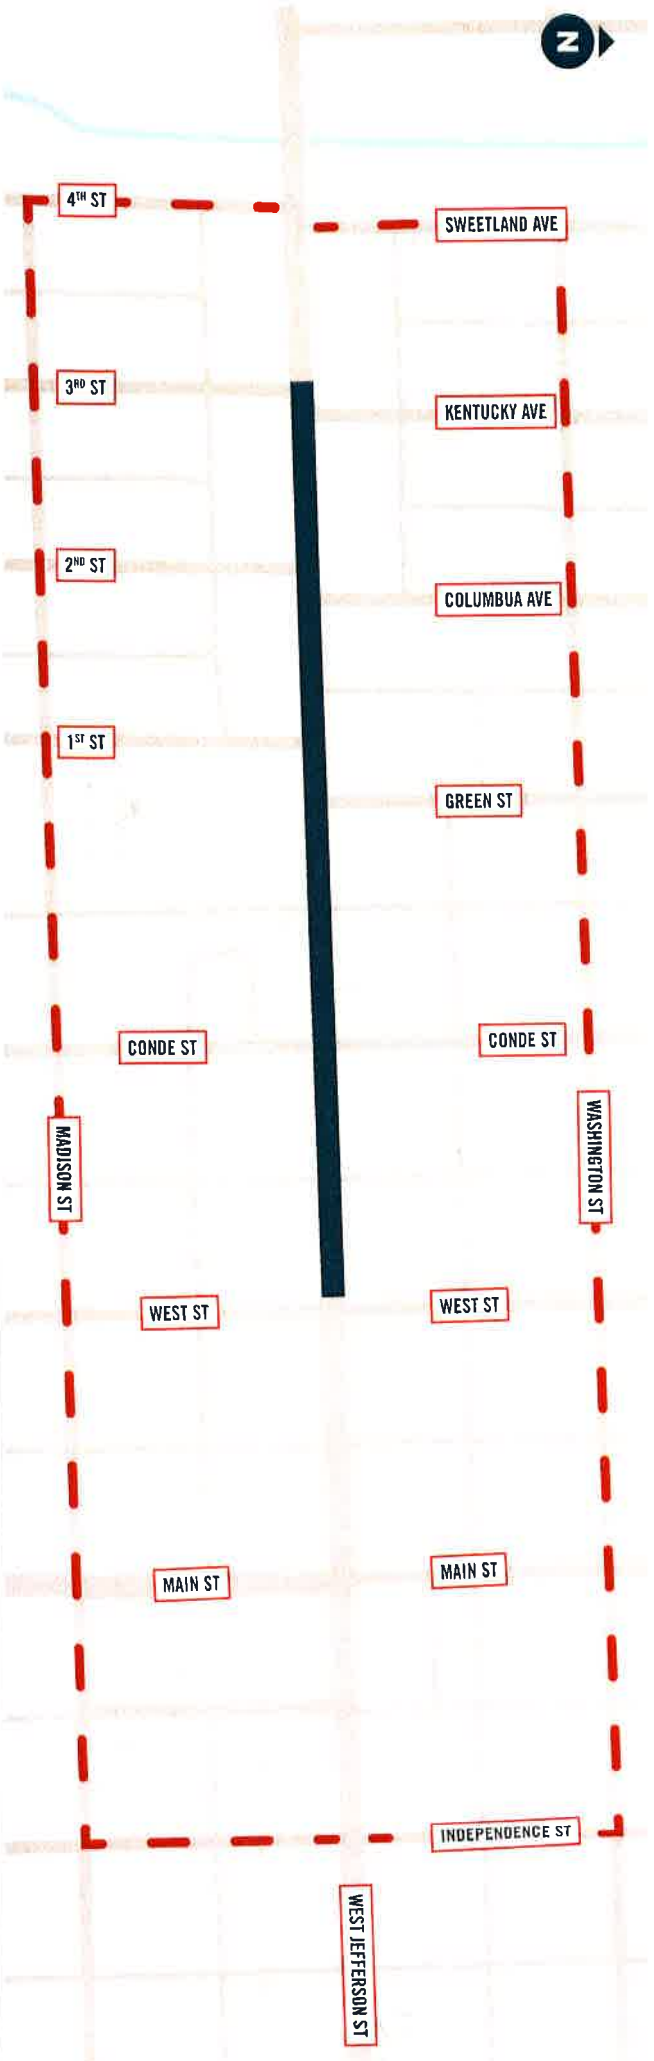 N
4TH ST
SWEETLAND AVE
3RD ST
KENTUCKY AVE
2ND ST
COLUMBUA AVE
1ST ST
GREEN ST
CONDE ST
CONDE ST
MADISON ST
WASHINGTON ST
WEST ST
WEST ST
MAIN ST
MAIN ST
INDEPENDENCE ST
WEST JEFFERSON ST